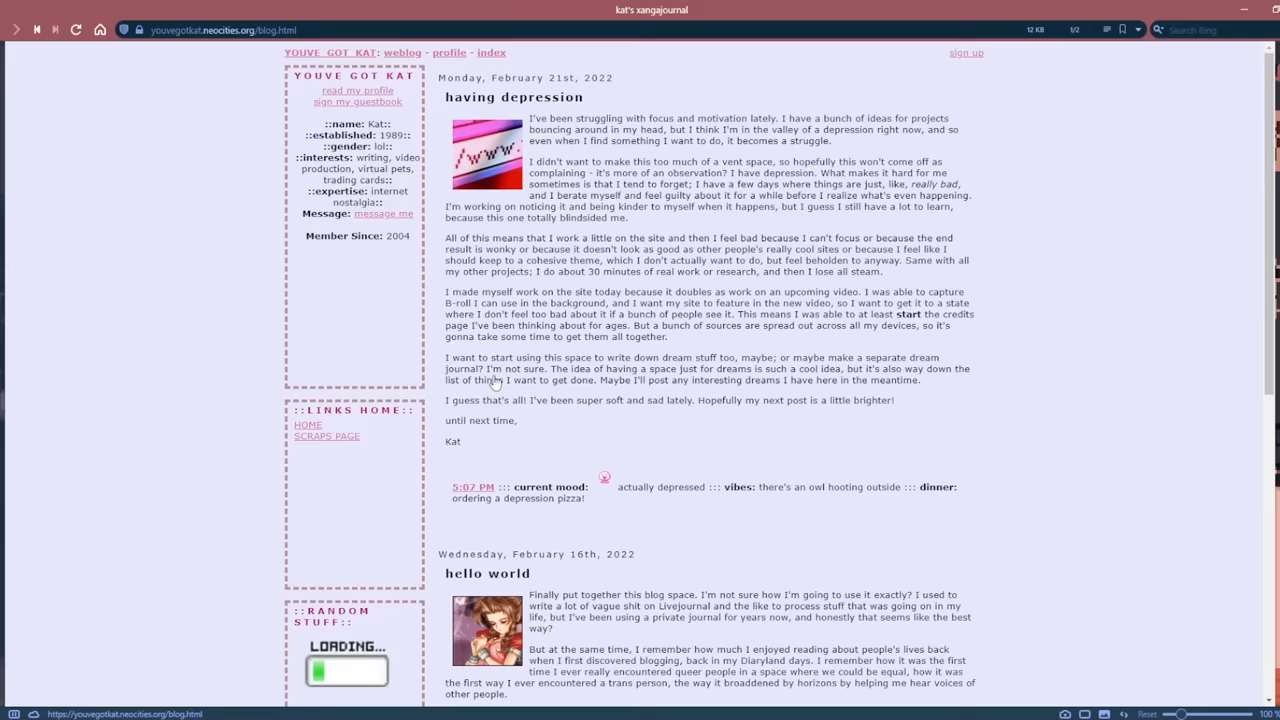 kat's xangajournal
youvegotkat.neocities.org/blog.html
12 KB
1/2
Search Bing
YOUVE GOT KAT: weblog - profile - index
sign up
YOUVE GOT KAT
read my profile
sign my guestbook
::name: Kat::
::established: 1989::
::gender: lol::
::interests: writing, video
production, virtual pets,
trading cards::
::expertise: internet
nostalgia::
Message: message me
Member Since: 2004
::LINKS HOME::
HOME
SCRAPS PAGE
::RANDOM
STUFF::
LOADING...
Monday, February 21st, 2022
having depression
/www.
I've been struggling with focus and motivation lately. I have a bunch of ideas for projects
bouncing around in my head, but I think I'm in the valley of a depression right now, and so
even when I find something I want to do, it becomes a struggle.
I didn't want to make this too much of a vent space, so hopefully this won't come off as
complaining - it's more of an observation? I have depression. What makes it hard for me
sometimes is that I tend to forget; I have a few days where things are just, like, really bad,
and I berate myself and feel guilty about it for a while before I realize what's even happening.
I'm working on noticing it and being kinder to myself when it happens, but I guess I still have a lot to learn,
because this one totally blindsided me.
All of this means that I work a little on the site and then I feel bad because I can't focus or because the end
result is wonky or because it doesn't look as good as other people's really cool sites or because I feel like I
should keep to a cohesive theme, which I don't actually want to do, but feel beholden to anyway. Same with all
my other projects; I do about 30 minutes of real work or research, and then I lose all steam.
I made myself work on the site today because it doubles as work on an upcoming video. I was able to capture
B-roll I can use in the background, and I want my site to feature in the new video, so I want to get it to a state
where I don't feel too bad about it if a bunch of people see it. This means I was able to at least start the credits
page I've been thinking about for ages. But a bunch of sources are spread out across all my devices, so it's
gonna take some time to get them all together.
I want to start using this space to write down dream stuff too, maybe; or maybe make a separate dream
journal? I'm not sure. The idea of having a space just for dreams is such a cool idea, but it's also way down the
list of things I want to get done. Maybe I'll post any interesting dreams I have here in the meantime.
I guess that's all! I've been super soft and sad lately. Hopefully my next post is a little brighter!
until next time,
Kat
5:07 PM ::: current mood: actually depressed ::: vibes: there's an owl hooting outside ::: dinner:
ordering a depression pizza!
Wednesday, February 16th, 2022
hello world
Finally put together this blog space. I'm not sure how I'm going to use it exactly? I used to
write a lot of vague shit on Livejournal and the like to process stuff that was going on in my
life, but I've been using a private journal for years now, and honestly that seems like the best
way?
But at the same time, I remember how much I enjoyed reading about people's lives back
when I first discovered blogging, back in my Diaryland days. I remember how it was the first
time I ever really encountered queer people in a space where we could be equal, how it was
the first way I ever encountered a trans person, the way it broadened by horizons by helping me hear voices of
other people.
https://youvegotkat.neocities.org/blog.html
Reset
100 %